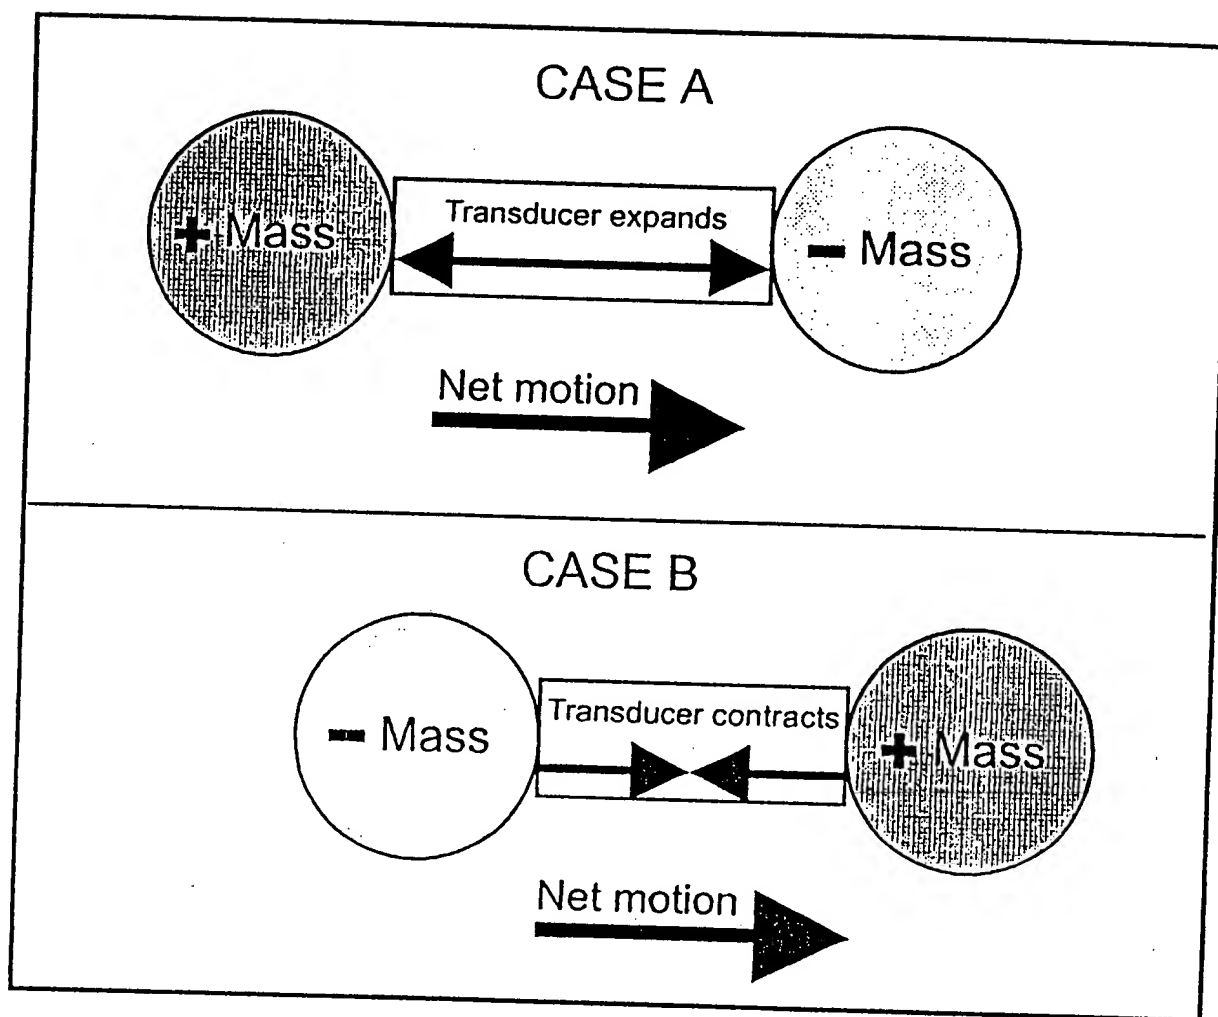 CASE A
+ Mass
Transducer expands
- Mass
Net motion
CASE B
- Mass
Transducer contracts
+ Mass
Net motion